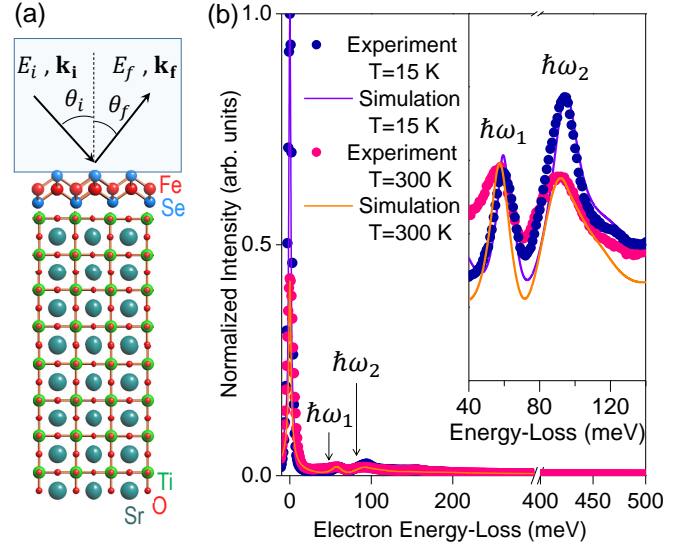 (a)
E_i , k_i E_f , k_f
θ_i θ_f
Fe
Se
Ti
O
Sr
(b)
Normalized Intensity (arb. units)
1.0
0.5
0.0
Experiment
T=15 K
Simulation
T=15 K
Experiment
T=300 K
Simulation
T=300 K
ħω_1
ħω_2
ħω_1
ħω_2
40 80 120
Energy-Loss (meV)
0 100 200 400 450 500
Electron Energy-Loss (meV)